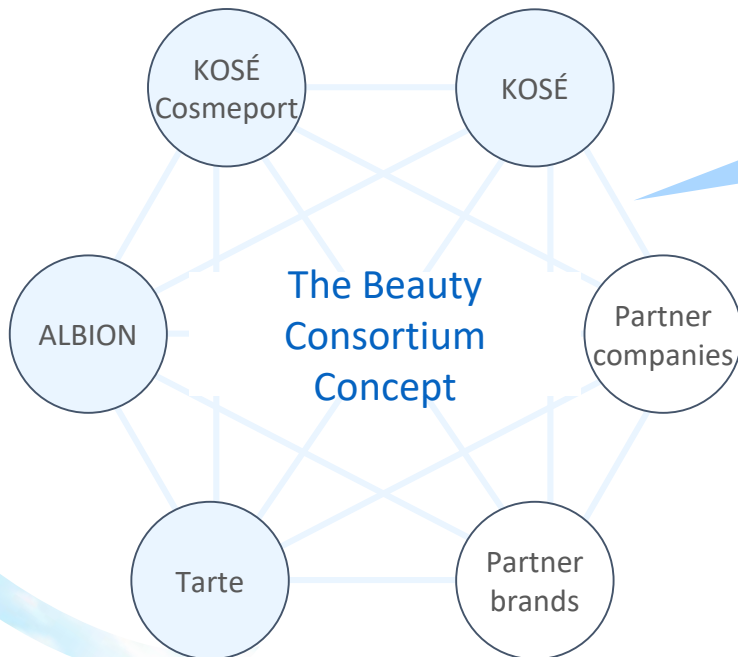 KOSÉ
Cosmeport
KOSÉ
The Beauty
Consortium
Concept
ALBION
Partner
companies
Tarte
Partner
brands